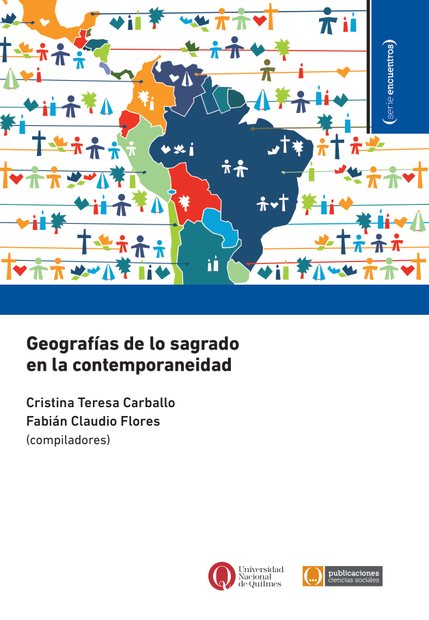 (serie encuentros)
Geografías de lo sagrado
en la contemporaneidad
Cristina Teresa Carballo
Fabián Claudio Flores
(compiladores)
Universidad
Nacional
de Quilmes
(...)
publicaciones
ciencias sociales